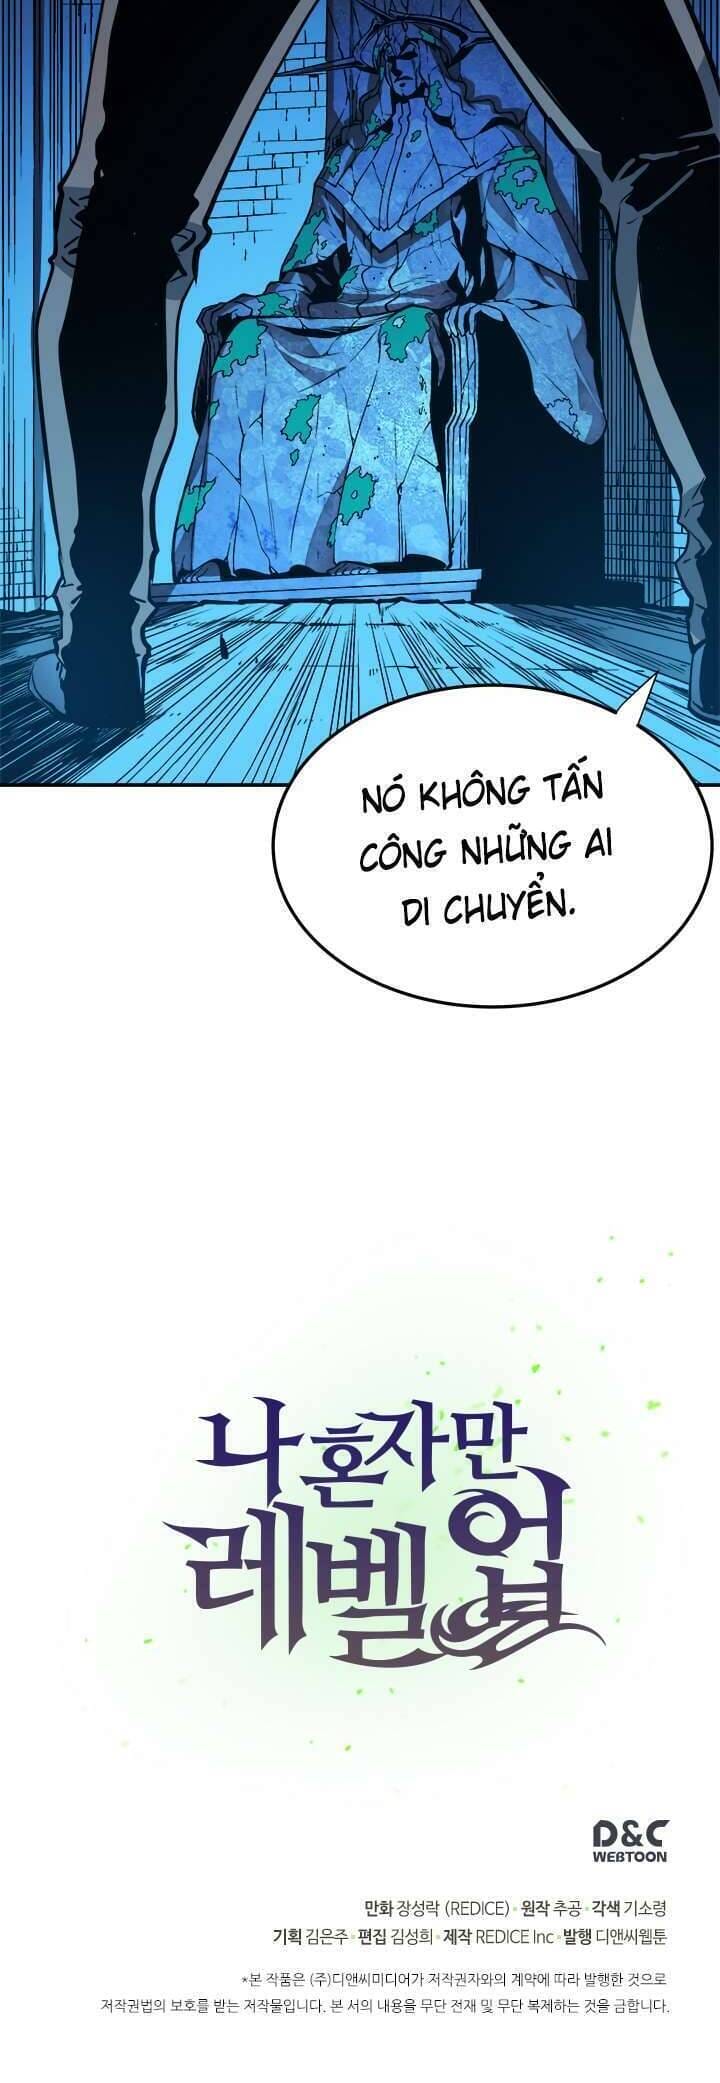 NÓ KHÔNG TẤN
CÔNG NHỮNG AI
DI CHUYỂN.
나 혼자만
레벨업
D&C
WEBTOON
만화 장성락 (REDICE) • 원작 추공 • 각색 기소령
기획 김은주 • 편집 김성희 • 제작 REDICE Inc • 발행 디앤씨웹툰
*본 작품은 (주)디앤씨미디어가 저작권자와의 계약에 따라 발행한 것으로
저작권법의 보호를 받는 저작물입니다. 본 서의 내용을 무단 전재 및 무단 복제하는 것을 금합니다.